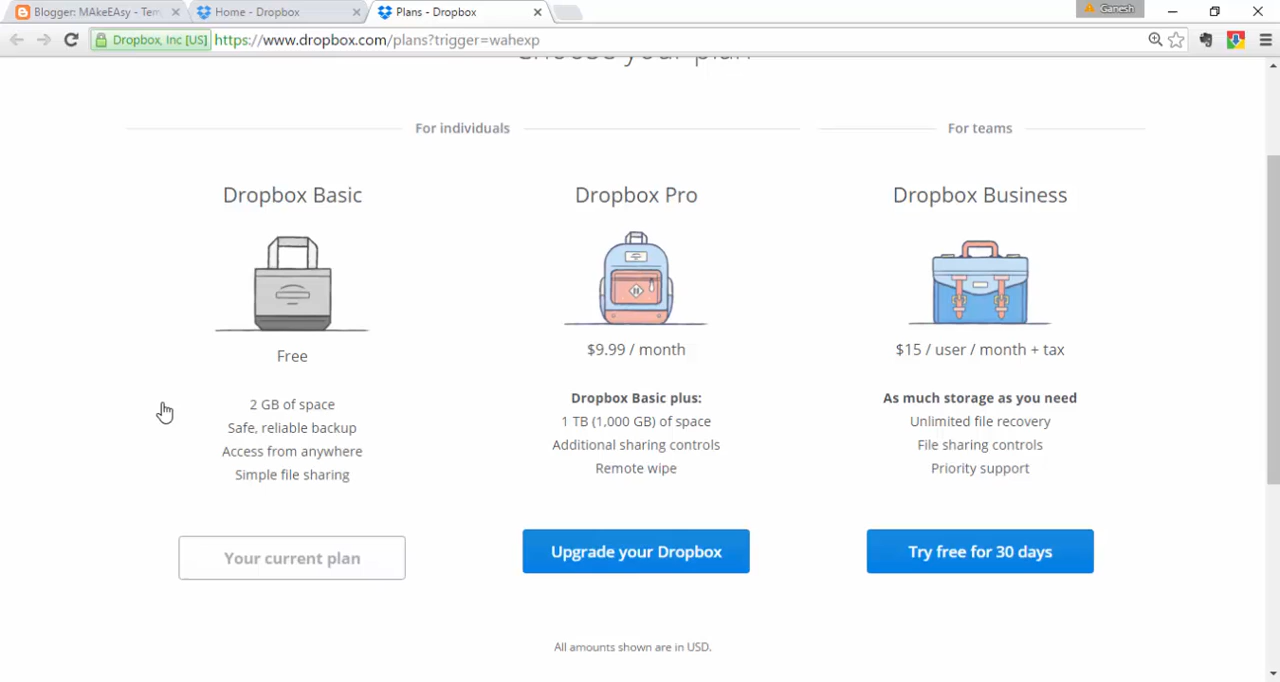 Blogger: MAkeEAsy - Tem
Home - Dropbox
Plans - Dropbox
Ganesh
Dropbox, Inc [US]
https://www.dropbox.com/plans?trigger=wahexp
Choose your plan
For individuals
For teams
Dropbox Basic
Free
2 GB of space
Safe, reliable backup
Access from anywhere
Simple file sharing
Your current plan
Dropbox Pro
$9.99 / month
Dropbox Basic plus:
1 TB (1,000 GB) of space
Additional sharing controls
Remote wipe
Upgrade your Dropbox
Dropbox Business
$15 / user / month + tax
As much storage as you need
Unlimited file recovery
File sharing controls
Priority support
Try free for 30 days
All amounts shown are in USD.